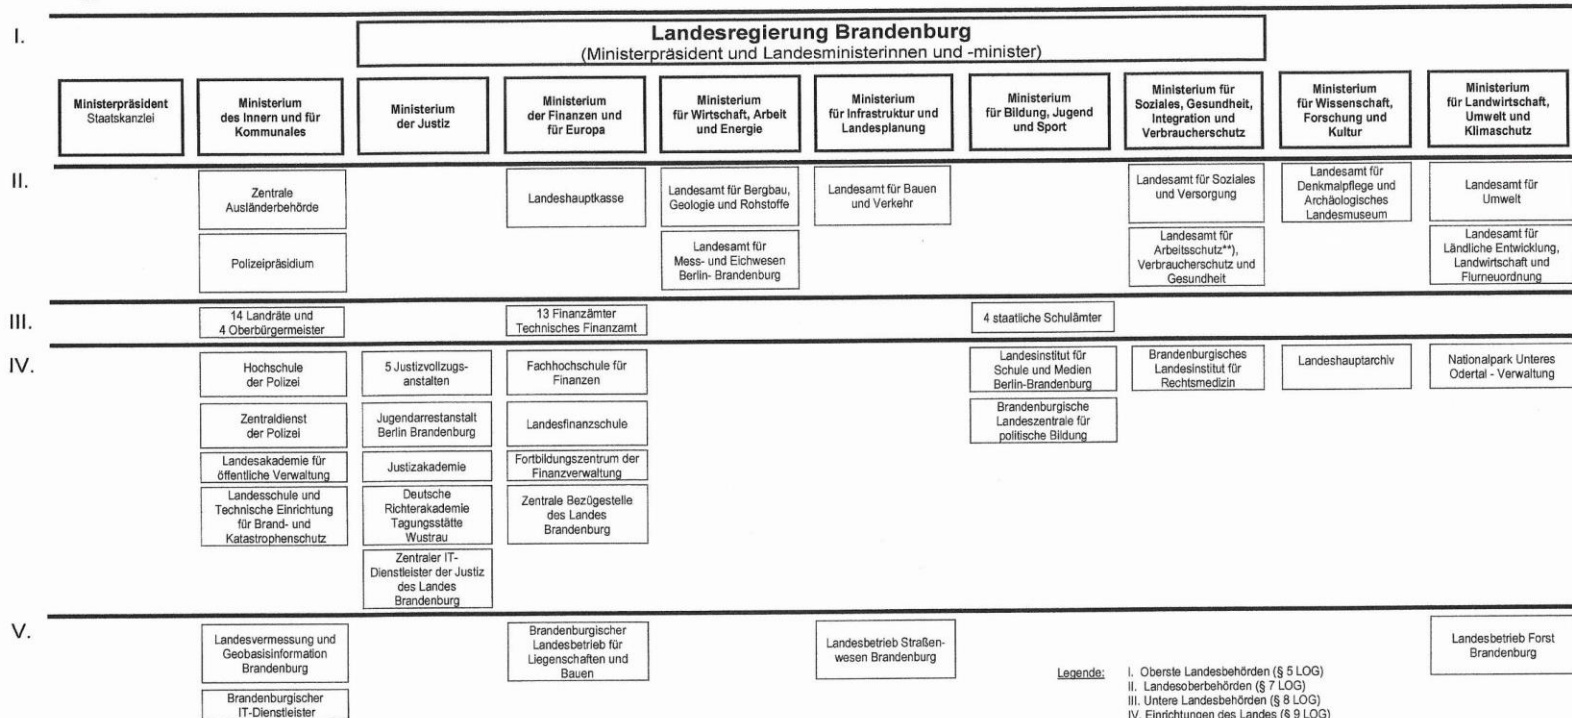 I.
Landesregierung Brandenburg
(Ministerpräsident und Landesministerinnen und -minister)
Ministerpräsident
Staatskanzlei
Ministerium
des Innern und für
Kommunales
Ministerium
der Justiz
Ministerium
der Finanzen und
für Europa
Ministerium
für Wirtschaft, Arbeit
und Energie
Ministerium
für Infrastruktur und
Landesplanung
Ministerium
für Bildung, Jugend
und Sport
Ministerium für
Soziales, Gesundheit,
Integration und
Verbraucherschutz
Ministerium
für Wissenschaft,
Forschung und
Kultur
Ministerium
für Landwirtschaft,
Umwelt und
Klimaschutz
II.
Zentrale
Ausländerbehörde
Landeshauptkasse
Landesamt für Bergbau,
Geologie und Rohstoffe
Landesamt für Bauen
und Verkehr
Landesamt für Soziales
und Versorgung
Landesamt für
Denkmalpflege und
Archäologisches
Landesmuseum
Landesamt für
Umwelt
Polizeipräsidium
Landesamt für
Mess- und Eichwesen
Berlin- Brandenburg
Landesamt für
Arbeitsschutz**),
Verbraucherschutz und
Gesundheit
Landesamt für
Ländliche Entwicklung,
Landwirtschaft und
Flurneuordnung
III.
14 Landräte und
4 Oberbürgermeister
13 Finanzämter
Technisches Finanzamt
4 staatliche Schulämter
IV.
Hochschule
der Polizei
5 Justizvollzugs-
anstalten
Fachhochschule für
Finanzen
Landesinstitut für
Schule und Medien
Berlin-Brandenburg
Brandenburgisches
Landesinstitut für
Rechtsmedizin
Landeshauptarchiv
Nationalpark Unteres
Odertal - Verwaltung
Zentraldienst
der Polizei
Jugendarrestanstalt
Berlin Brandenburg
Landesfinanzschule
Brandenburgische
Landeszentrale für
politische Bildung
Landesakademie für
öffentliche Verwaltung
Justizakademie
Fortbildungszentrum der
Finanzverwaltung
Landesschule und
Technische Einrichtung
für Brand- und
Katastrophenschutz
Deutsche
Richterakademie
Tagungsstätte
Wustrau
Zentrale Bezügestelle
des Landes
Brandenburg
Zentraler IT-
Dienstleister der Justiz
des Landes
Brandenburg
V.
Landesvermessung und
Geobasisinformation
Brandenburg
Brandenburgischer
Landesbetrieb für
Liegenschaften und
Bauen
Landesbetrieb Straßen-
wesen Brandenburg
Landesbetrieb Forst
Brandenburg
Brandenburgischer
IT-Dienstleister
Legende:
I. Oberste Landesbehörden (§ 5 LOG)
II. Landesoberbehörden (§ 7 LOG)
III. Untere Landesbehörden (§ 8 LOG)
IV. Einrichtungen des Landes (§ 9 LOG)